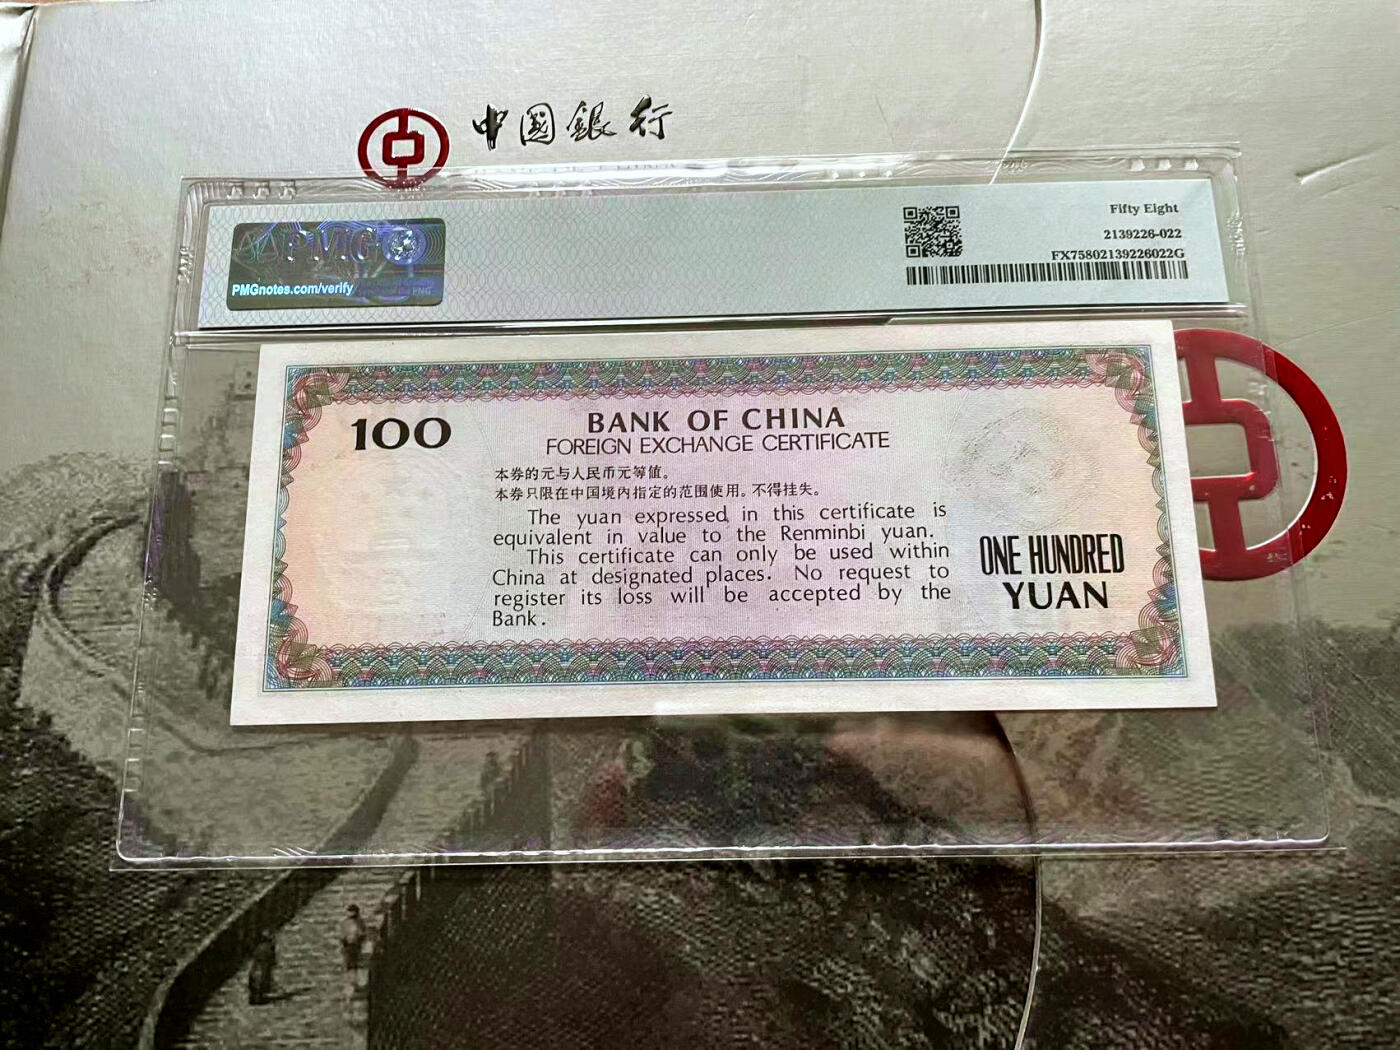 中國銀行
PMG
PMGnotes.com/verify
Fifty Eight
2139226-022
FX75802139226022G
100
BANK OF CHINA
FOREIGN EXCHANGE CERTIFICATE
本券的元与人民币元等值。
本券只限在中国境内指定的范围使用。不得挂失。
The yuan expressed in this certificate is
equivalent in value to the Renminbi yuan.
This certificate can only be used within
China at designated places. No request to
register its loss will be accepted by the
Bank.
ONE HUNDRED
YUAN